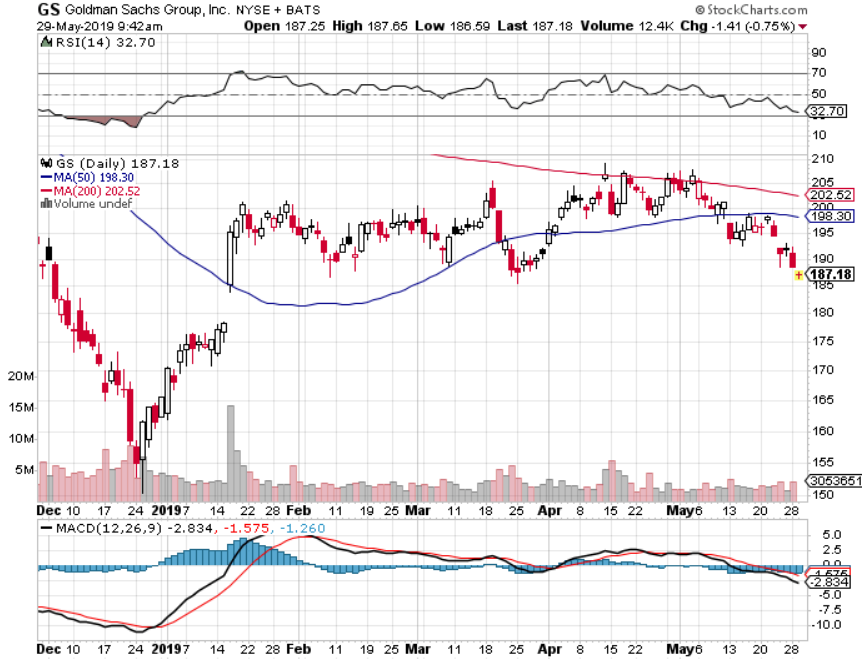 GS Goldman Sachs Group, Inc. NYSE + BATS © StockCharts.com
29-May-2019 9:42am Open 187.25 High 187.65 Low 186.59 Last 187.18 Volume 12.4K Chg -1.41 (-0.75%)
RSI(14) 32.70
90
70
50
32.70
10
GS (Daily) 187.18
MA(50) 198.30
MA(200) 202.52
Volume undef
210
205
202.52
200
198.30
195
190
187.18
185
180
175
170
165
160
155
150
20M
15M
10M
5M
3053651
Dec 10 17 24 2019 7 14 22 28 Feb 11 19 25 Mar 11 18 25 Apr 8 15 22 May 6 13 20 28
MACD(12,26,9) -2.834, -1.575, -1.260
5.0
2.5
0.0
-1.575
-2.834
-5.0
-7.5
-10.0
Dec 10 17 24 2019 7 14 22 28 Feb 11 19 25 Mar 11 18 25 Apr 8 15 22 May 6 13 20 28